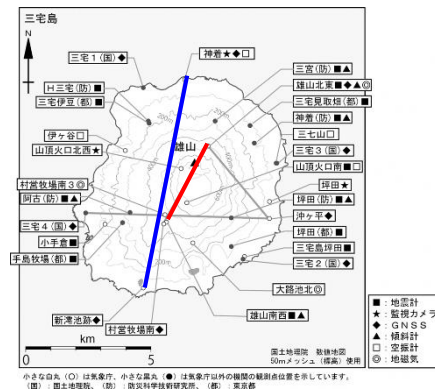 三宅島
N
三宅1(国)◆
神着★◆□
H三宅(防)■
三宅伊豆(都)■
三宮(防)■▲
雄山北東■◆▲◎
三宅見取畑(都)■
神着(防)■▲
三七山□
三宅3(国)◆
山頂火口南■□
伊ヶ谷□
山頂火口北西★
雄山
村営牧場南3◎
阿古(防)■▲
三宅4(国)◆
小手倉■
手島牧場(都)■
坪田★
坪田(防)■▲
沖ヶ平◆
坪田(都)■
三宅島坪田■
三宅2(国)◆
大路池北◎
新澪池跡◆
村営牧場南◆
雄山南西■▲
km
0 5
国土地理院 数値地図
50mメッシュ(標高)使用
■:地震計
★:監視カメラ
◆:GNSS
▲:傾斜計
□:空振計
◎:地磁気
小さな白丸(○)は気象庁、小さな黒丸(●)は気象庁以外の機関の観測点位置を示しています。
(国):国土地理院、(防):防災科学技術研究所、(都):東京都